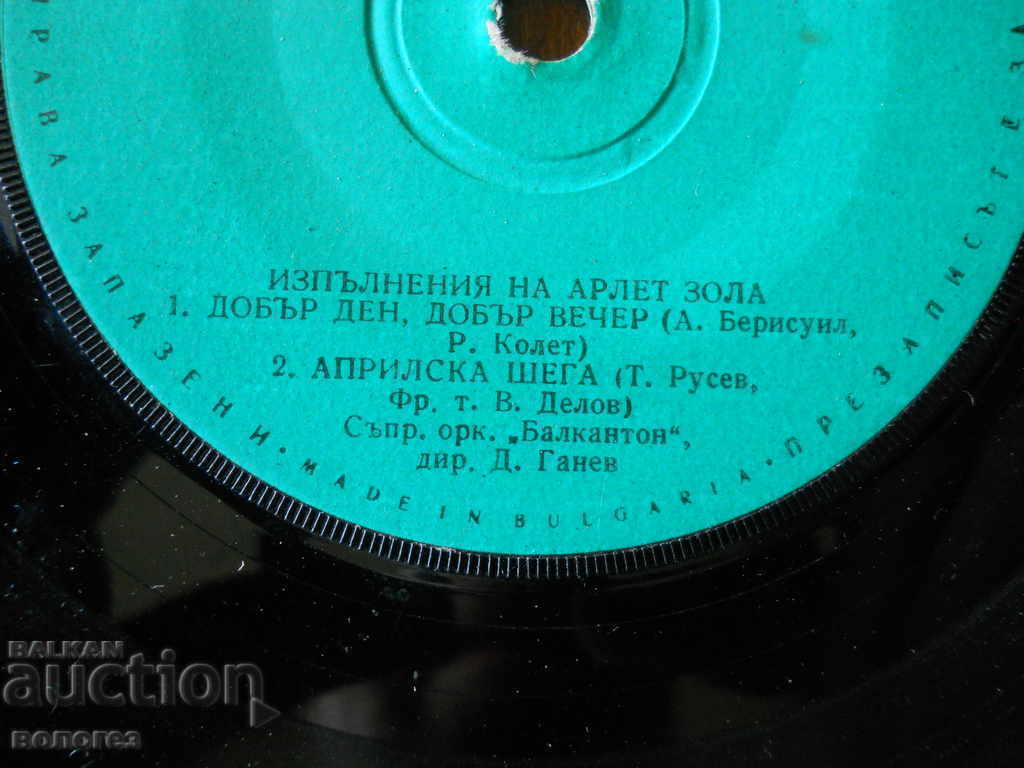 ИЗПЪЛНЕНИЯ НА АРЛЕТ ЗОЛА
1. ДОБЪР ДЕН, ДОБЪР ВЕЧЕР (А. Берисуил,
Р. Колет)
2. АПРИЛСКА ШЕГА (Т. Русев,
Фр. т. В. Делов)
Съпр. орк. „Балкантон“,
дир. Д. Ганев
ПРАВА ЗАПАЗЕНИ · MADE IN BULGARIA · ПРЕЗАПИСЪТ
BALKAN
auction
вологез